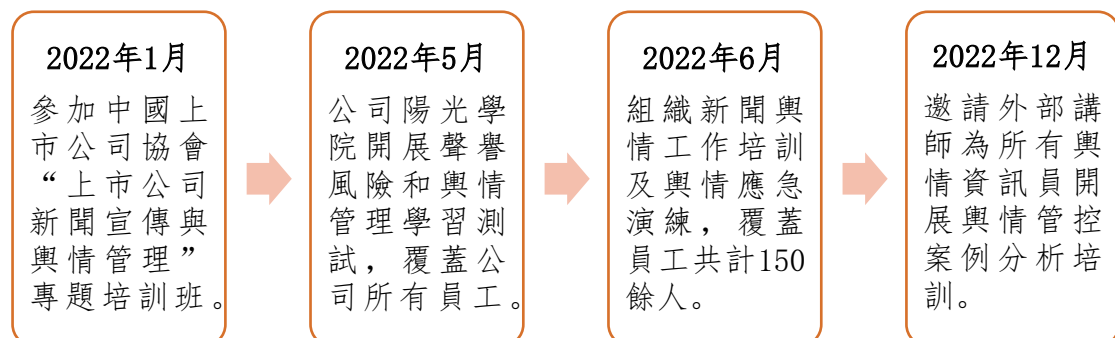 2022年1月
參加中國上
市公司協會
“上市公司
新聞宣傳與
輿情管理”
專題培訓班。
2022年5月
公司陽光學
院開展聲譽
風險和輿情
管理學習測
試，覆蓋公
司所有員工。
2022年6月
組織新聞輿
情工作培訓
及輿情應急
演練，覆蓋
員工共計150
餘人。
2022年12月
邀請外部講
師為所有輿
情資訊員開
展輿情管控
案例分析培
訓。